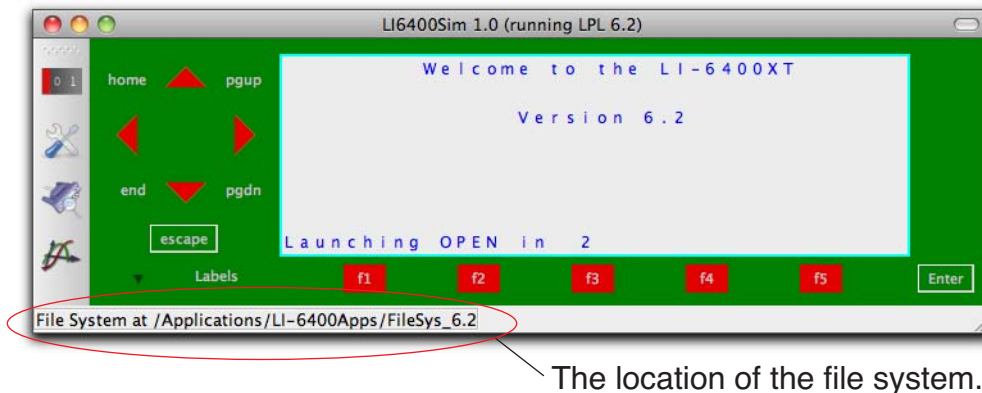 LI6400Sim 1.0 (running LPL 6.2)
0 1
home
pgup
end
pgdn
escape
Labels
Welcome to the LI-6400XT
Version 6.2
Launching OPEN in 2
f1
f2
f3
f4
f5
Enter
File System at /Applications/LI-6400Apps/FileSys_6.2
The location of the file system.